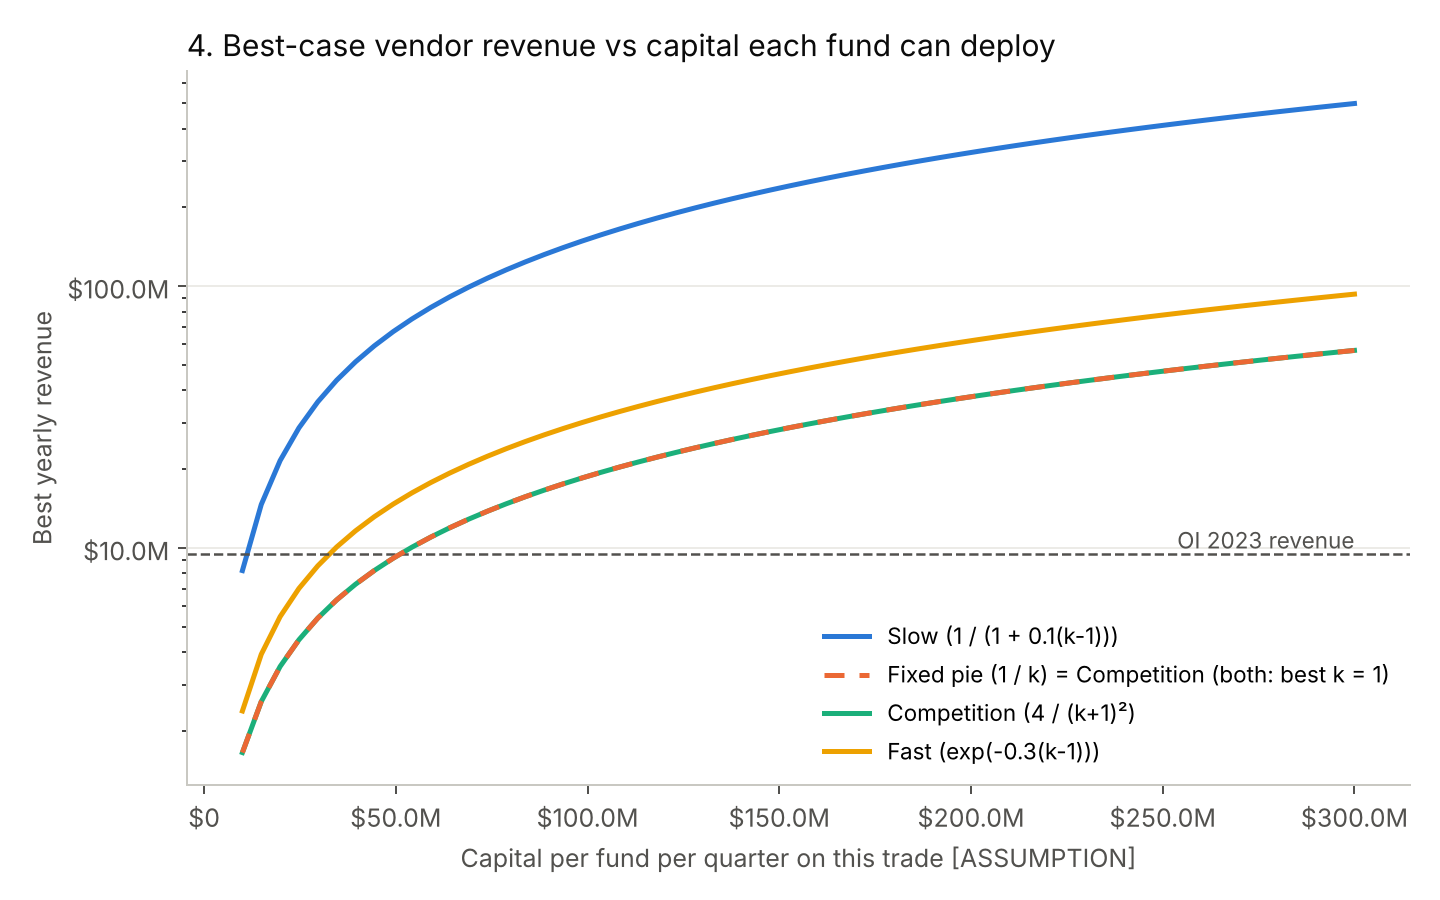 4. Best-case vendor revenue vs capital each fund can deploy
Best yearly revenue
$100.0M
$10.0M
OI 2023 revenue
Slow (1 / (1 + 0.1(k-1)))
Fixed pie (1 / k) = Competition (both: best k = 1)
Competition (4 / (k+1)²)
Fast (exp(-0.3(k-1)))
$0 $50.0M $100.0M $150.0M $200.0M $250.0M $300.0M
Capital per fund per quarter on this trade [ASSUMPTION]